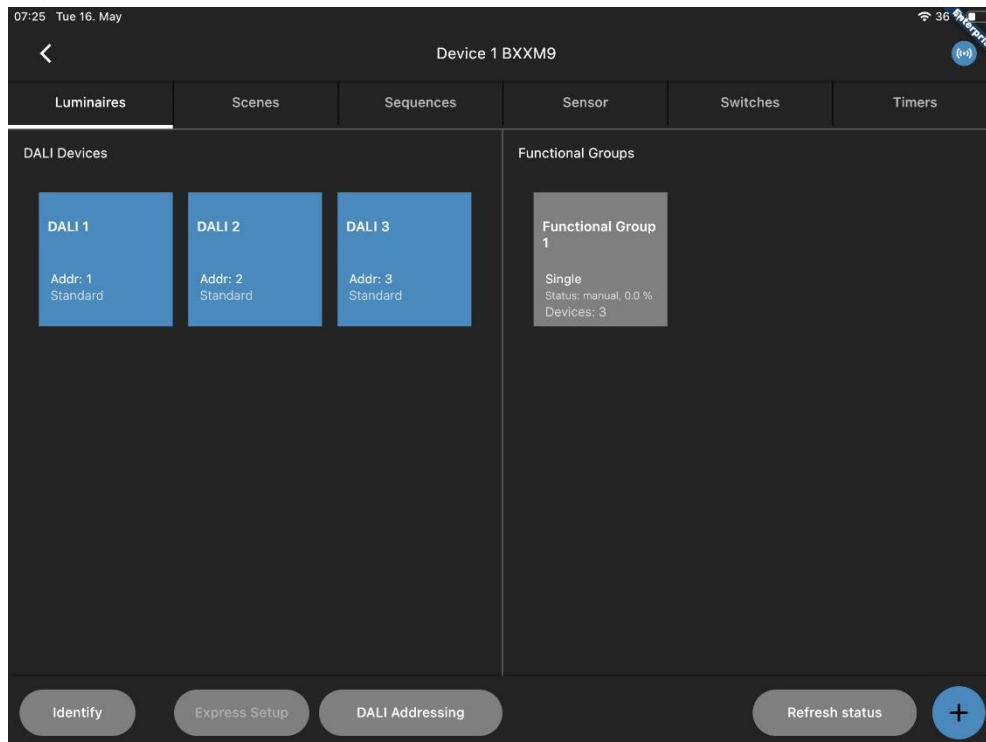 07:25 Tue 16. May
36
Device 1 BXXM9
Luminaires
Scenes
Sequences
Sensor
Switches
Timers
DALI Devices
Functional Groups
DALI 1
Addr: 1
Standard
DALI 2
Addr: 2
Standard
DALI 3
Addr: 3
Standard
Functional Group
1
Single
Status: manual, 0.0 %
Devices: 3
Identify
Express Setup
DALI Addressing
Refresh status
+